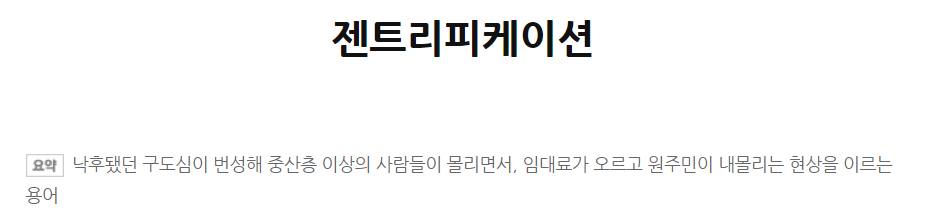 젠트리피케이션
요약 낙후됐던 구도심이 번성해 중산층 이상의 사람들이 몰리면서, 임대료가 오르고 원주민이 내몰리는 현상을 이르는
용어